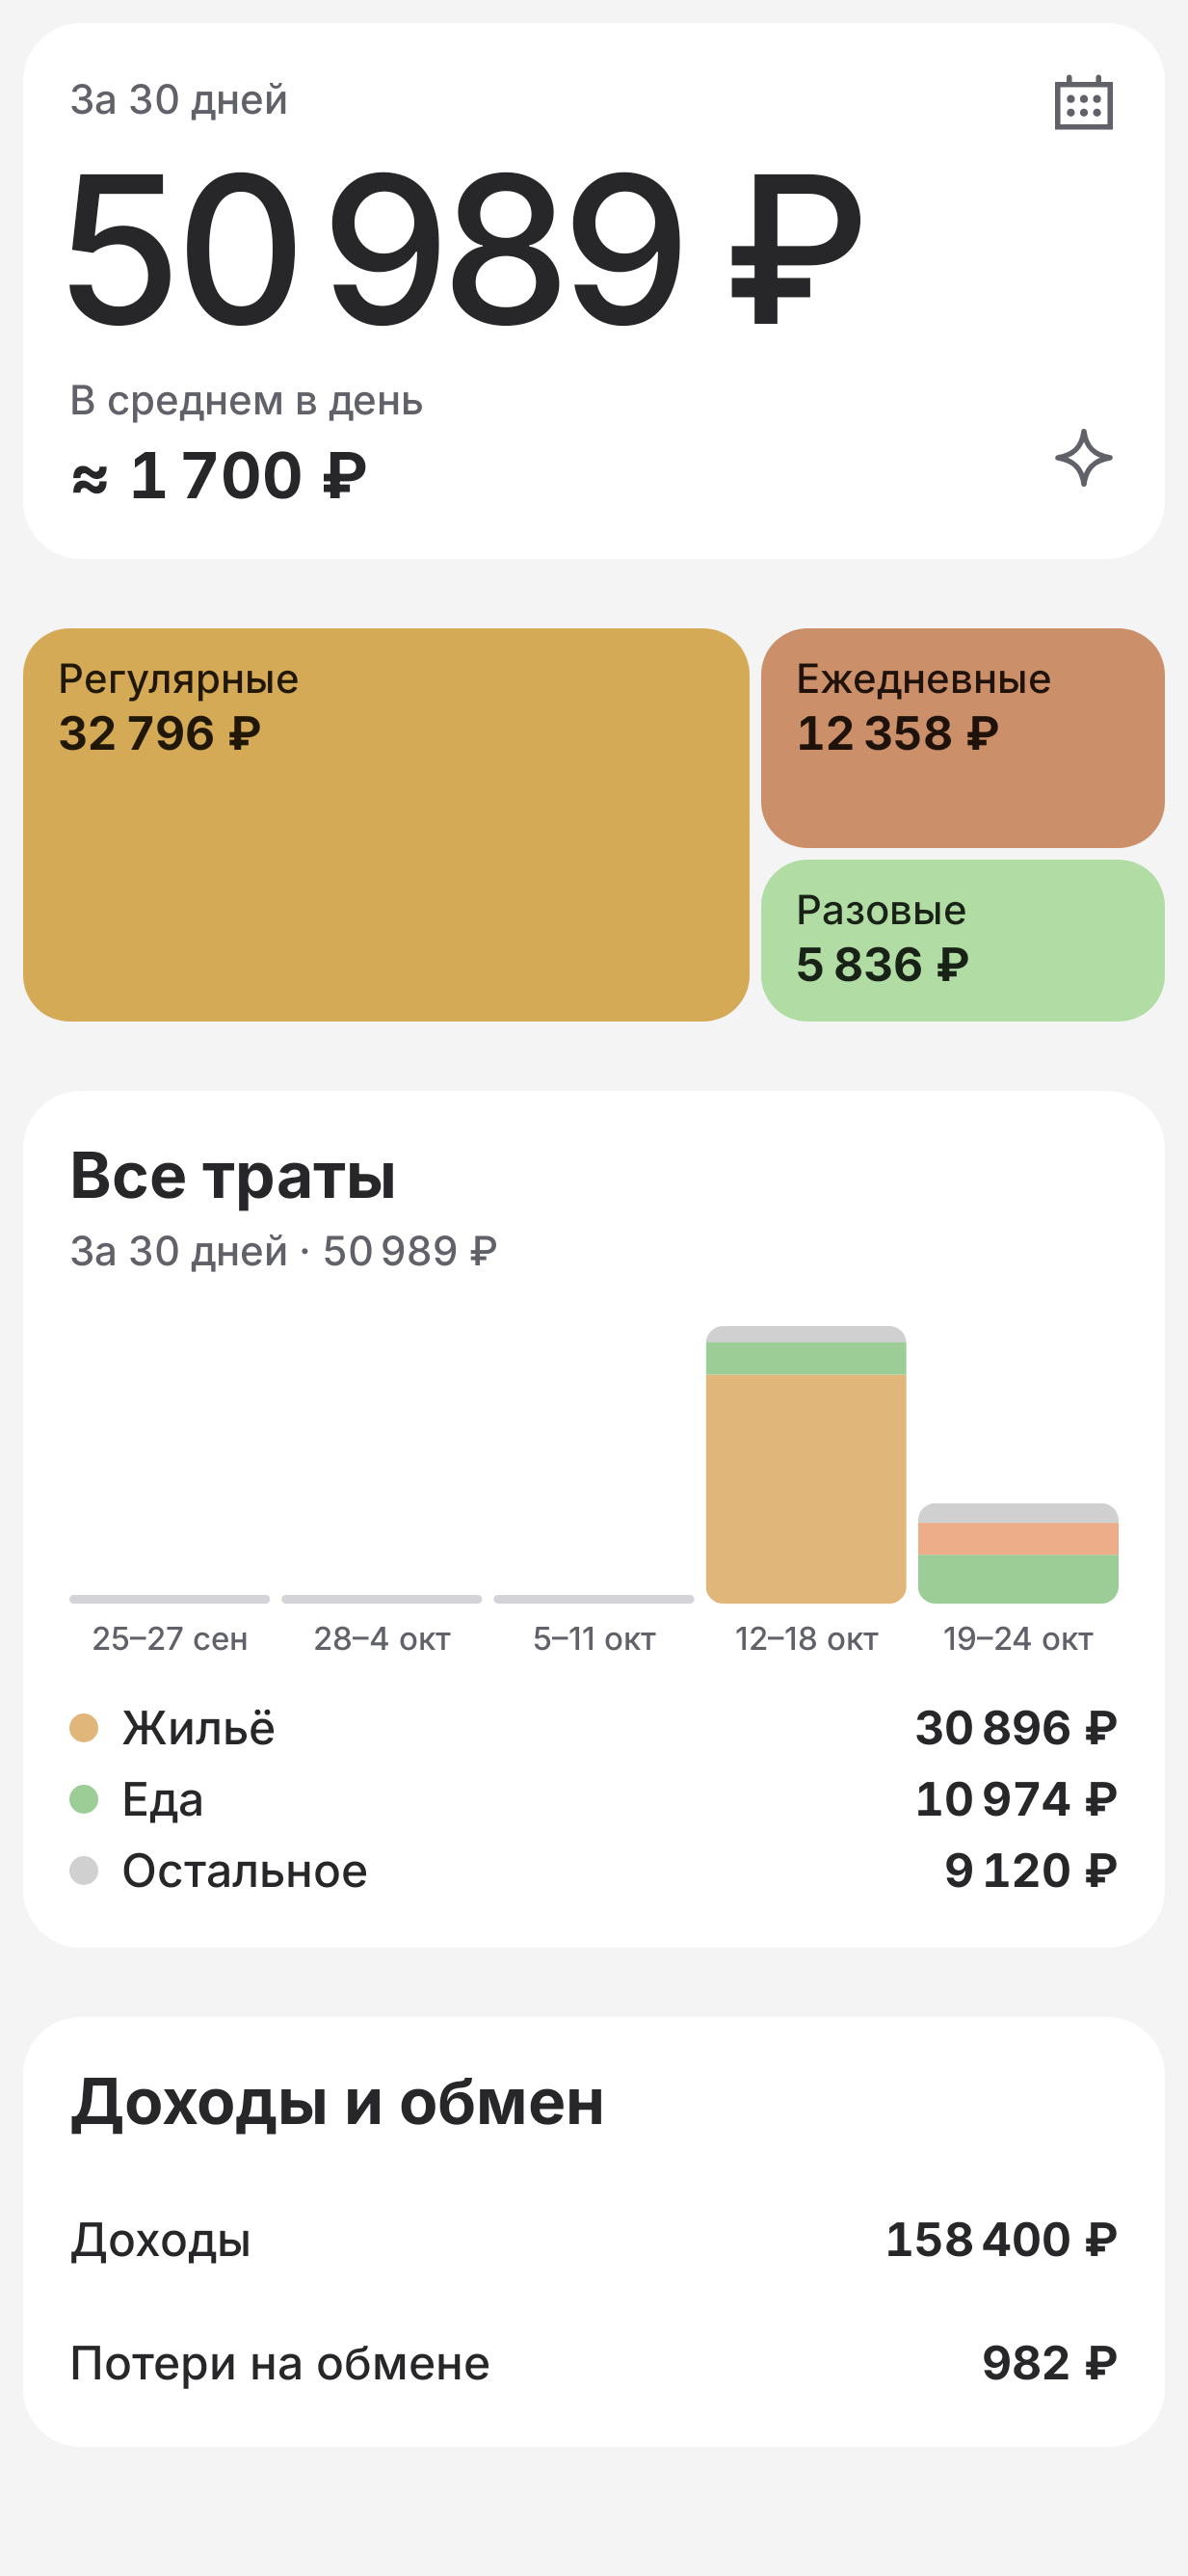 За 30 дней
50 989 ₽
В среднем в день
≈ 1 700 ₽
Регулярные
32 796 ₽
Ежедневные
12 358 ₽
Разовые
5 836 ₽
Все траты
За 30 дней · 50 989 ₽
25–27 сен 28–4 окт 5–11 окт 12–18 окт 19–24 окт
Жильё 30 896 ₽
Еда 10 974 ₽
Остальное 9 120 ₽
Доходы и обмен
Доходы 158 400 ₽
Потери на обмене 982 ₽